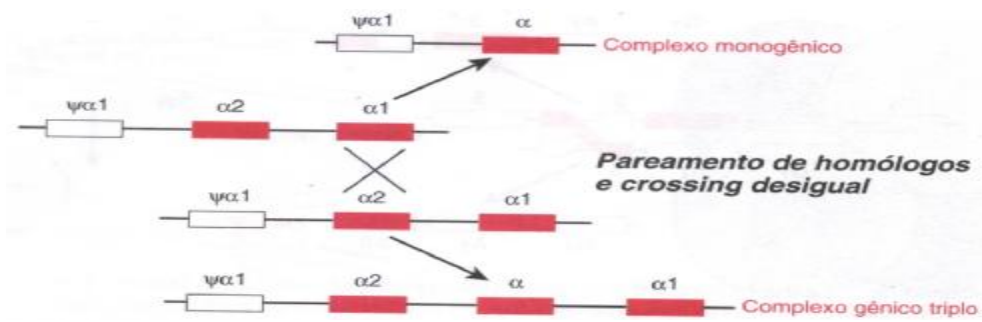 ψα1 α
Complexo monogênico
ψα1 α2 α1
Pareamento de homólogos
e crossing desigual
ψα1 α2 α1
ψα1 α2 α α1
Complexo gênico triplo